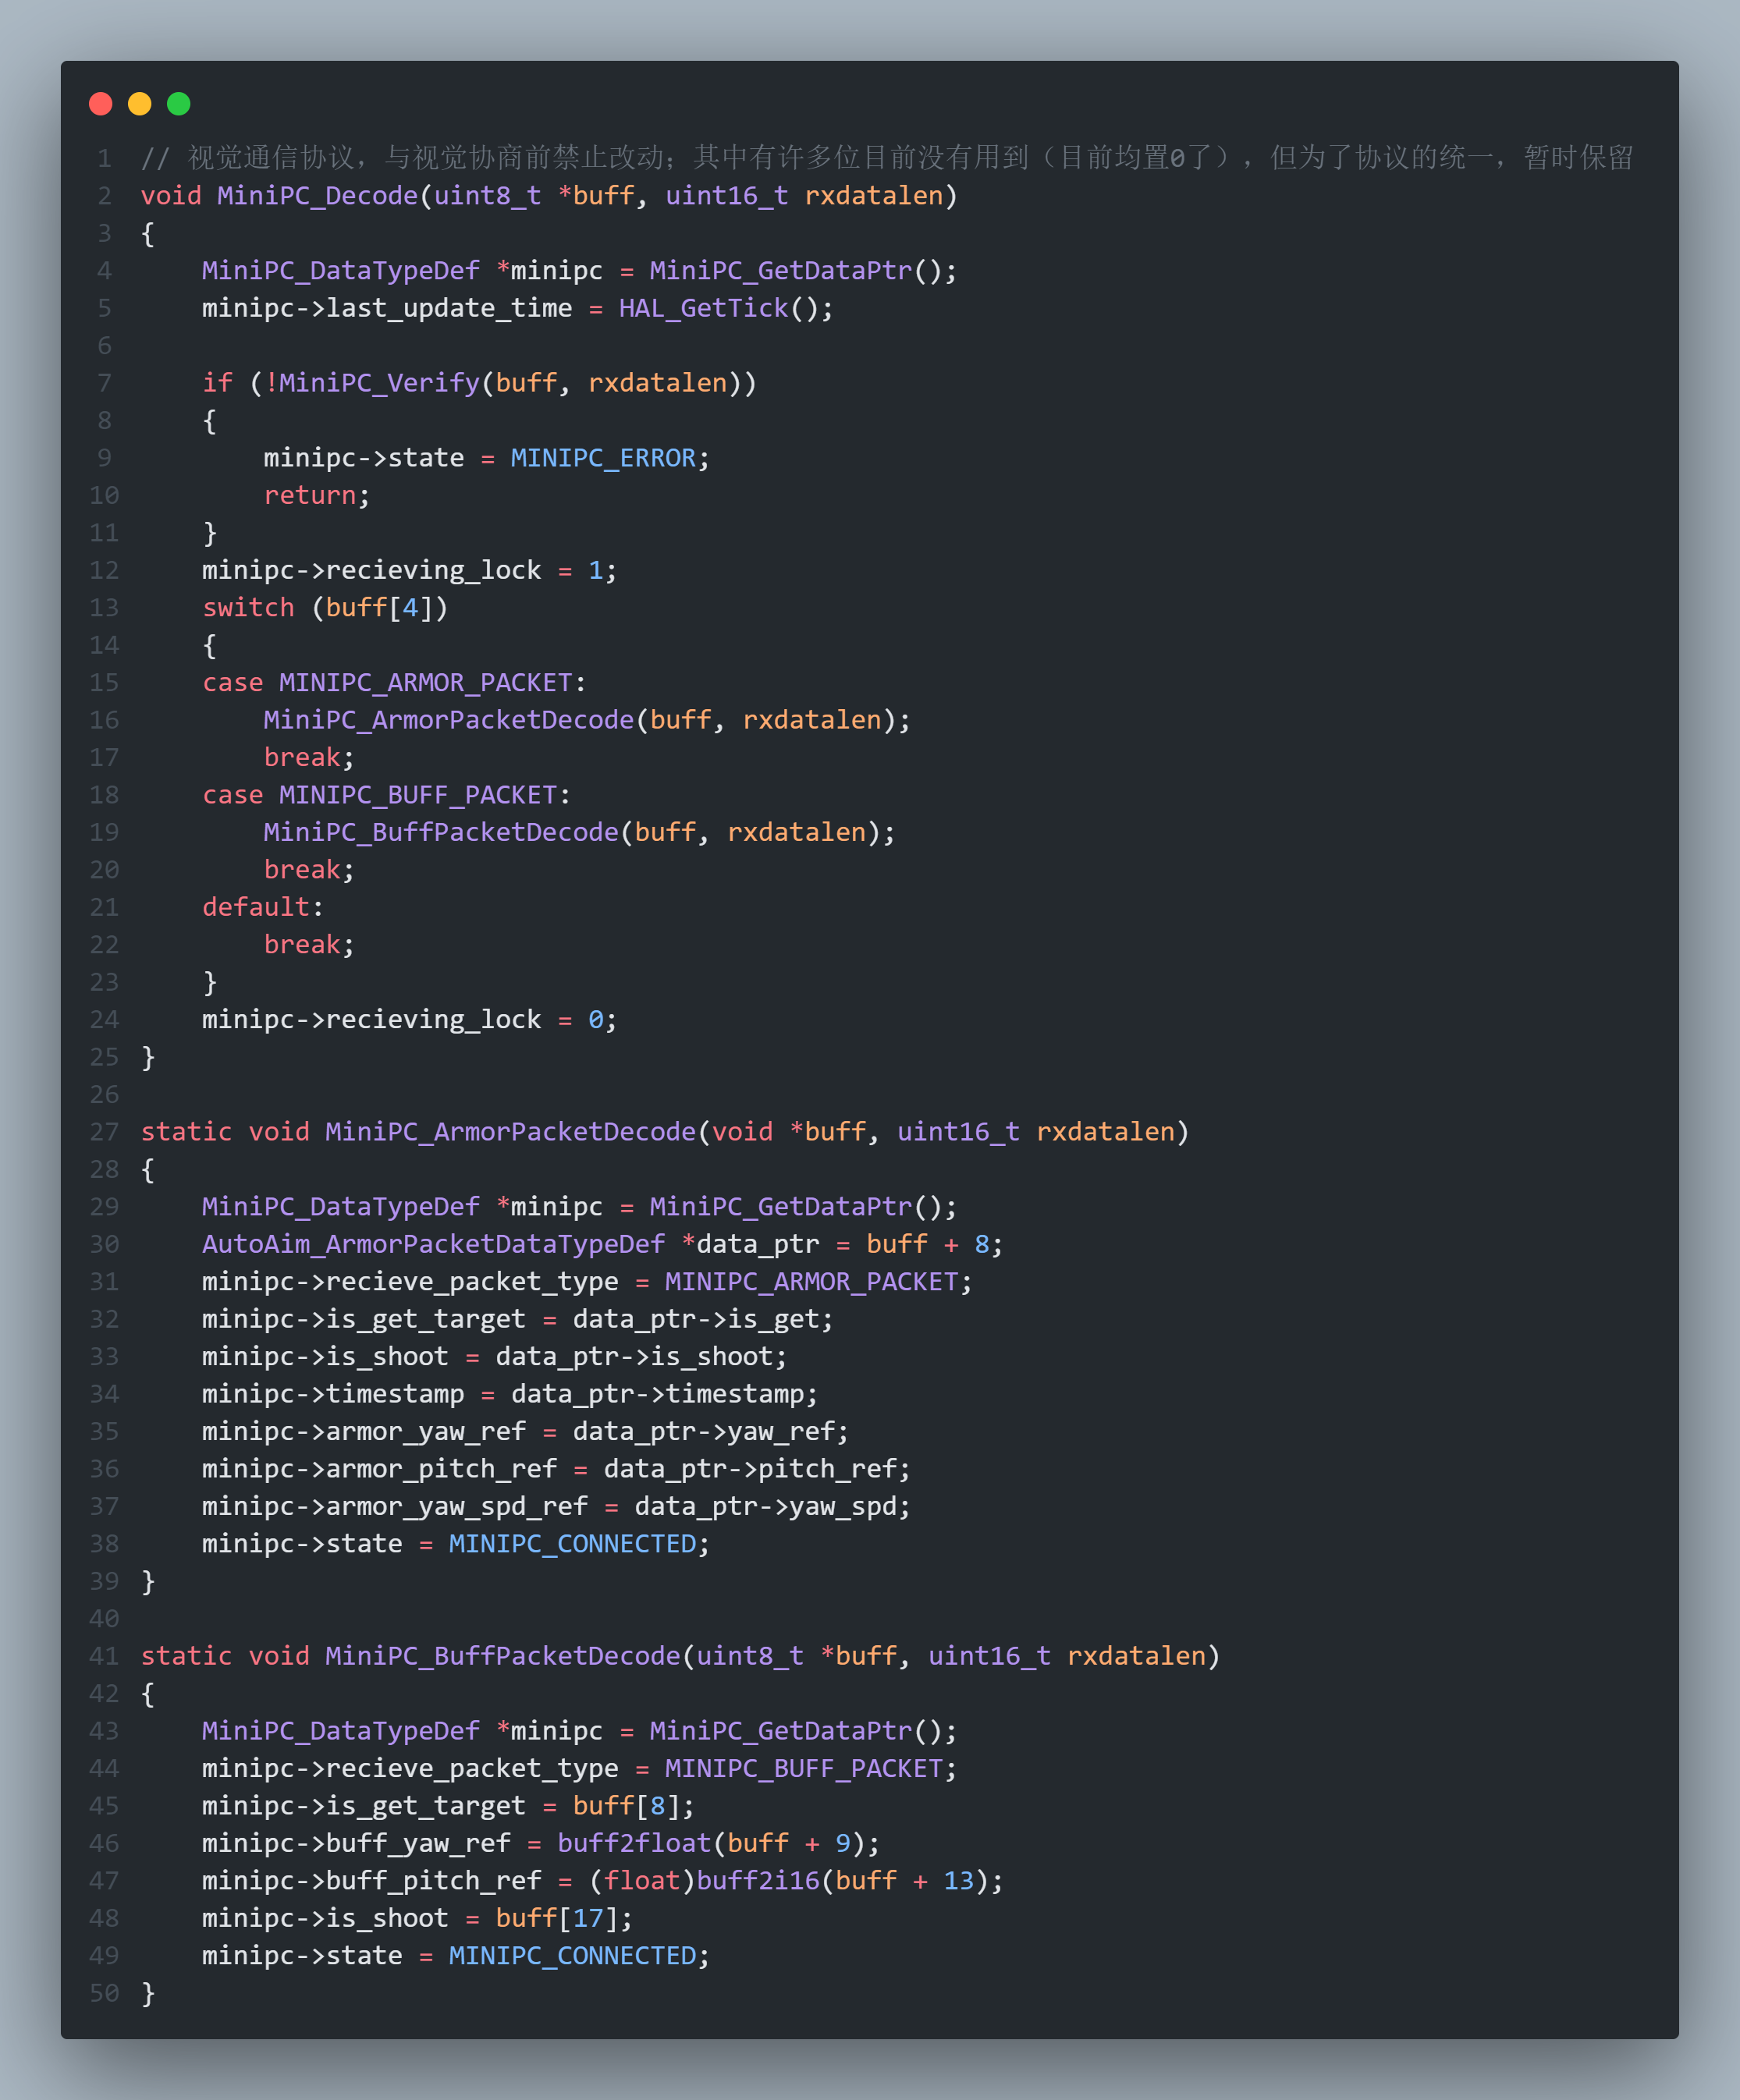 1 // 视觉通信协议，与视觉协商前禁止改动；其中有许多位目前没有用到（目前均置0了），但为了协议的统一，暂时保留
2 void MiniPC_Decode(uint8_t *buff, uint16_t rxdatalen)
3 {
4     MiniPC_DataTypeDef *minipc = MiniPC_GetDataPtr();
5     minipc->last_update_time = HAL_GetTick();
6
7     if (!MiniPC_Verify(buff, rxdatalen))
8     {
9         minipc->state = MINIPC_ERROR;
10         return;
11     }
12     minipc->recieving_lock = 1;
13     switch (buff[4])
14     {
15     case MINIPC_ARMOR_PACKET:
16         MiniPC_ArmorPacketDecode(buff, rxdatalen);
17         break;
18     case MINIPC_BUFF_PACKET:
19         MiniPC_BuffPacketDecode(buff, rxdatalen);
20         break;
21     default:
22         break;
23     }
24     minipc->recieving_lock = 0;
25 }
26
27 static void MiniPC_ArmorPacketDecode(void *buff, uint16_t rxdatalen)
28 {
29     MiniPC_DataTypeDef *minipc = MiniPC_GetDataPtr();
30     AutoAim_ArmorPacketDataTypeDef *data_ptr = buff + 8;
31     minipc->recieve_packet_type = MINIPC_ARMOR_PACKET;
32     minipc->is_get_target = data_ptr->is_get;
33     minipc->is_shoot = data_ptr->is_shoot;
34     minipc->timestamp = data_ptr->timestamp;
35     minipc->armor_yaw_ref = data_ptr->yaw_ref;
36     minipc->armor_pitch_ref = data_ptr->pitch_ref;
37     minipc->armor_yaw_spd_ref = data_ptr->yaw_spd;
38     minipc->state = MINIPC_CONNECTED;
39 }
40
41 static void MiniPC_BuffPacketDecode(uint8_t *buff, uint16_t rxdatalen)
42 {
43     MiniPC_DataTypeDef *minipc = MiniPC_GetDataPtr();
44     minipc->recieve_packet_type = MINIPC_BUFF_PACKET;
45     minipc->is_get_target = buff[8];
46     minipc->buff_yaw_ref = buff2float(buff + 9);
47     minipc->buff_pitch_ref = (float)buff2i16(buff + 13);
48     minipc->is_shoot = buff[17];
49     minipc->state = MINIPC_CONNECTED;
50 }